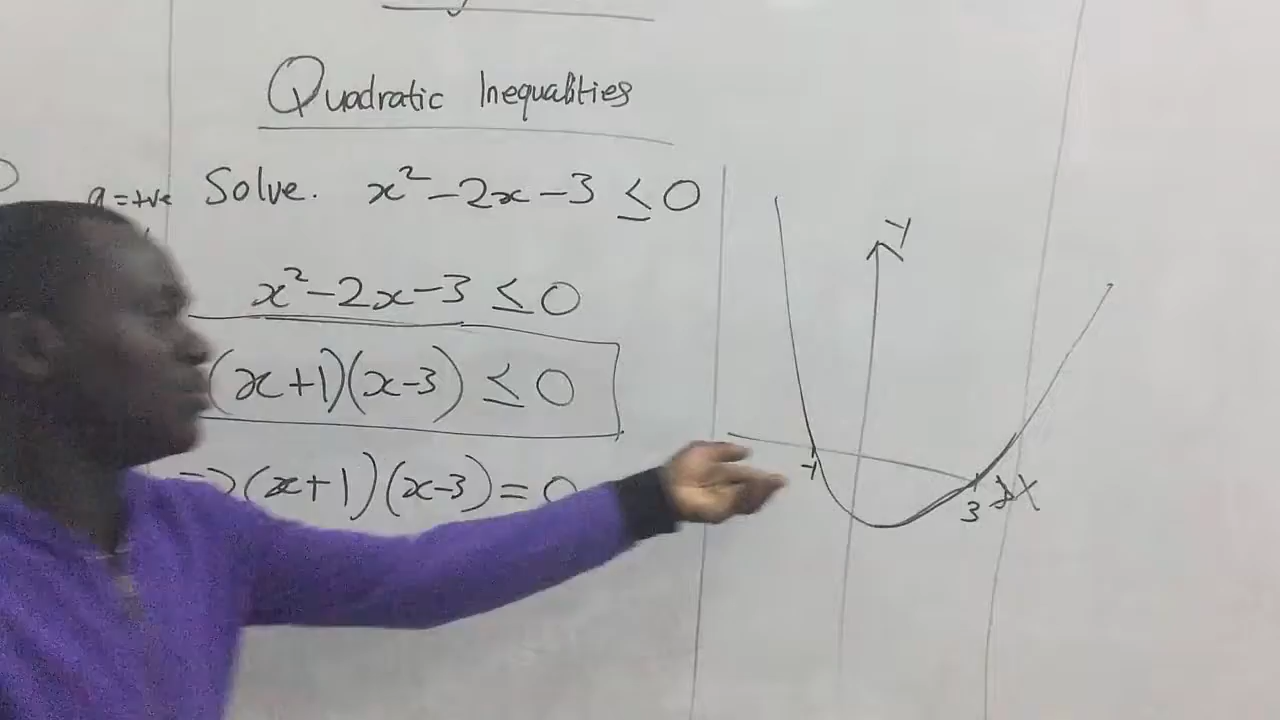 Quadratic Inequalities
a=+ve Solve. x²-2x-3 ≤ 0
x²-2x-3 ≤ 0
(x+1)(x-3) ≤ 0
=>(x+1)(x-3)=0
Y
-1
3
X